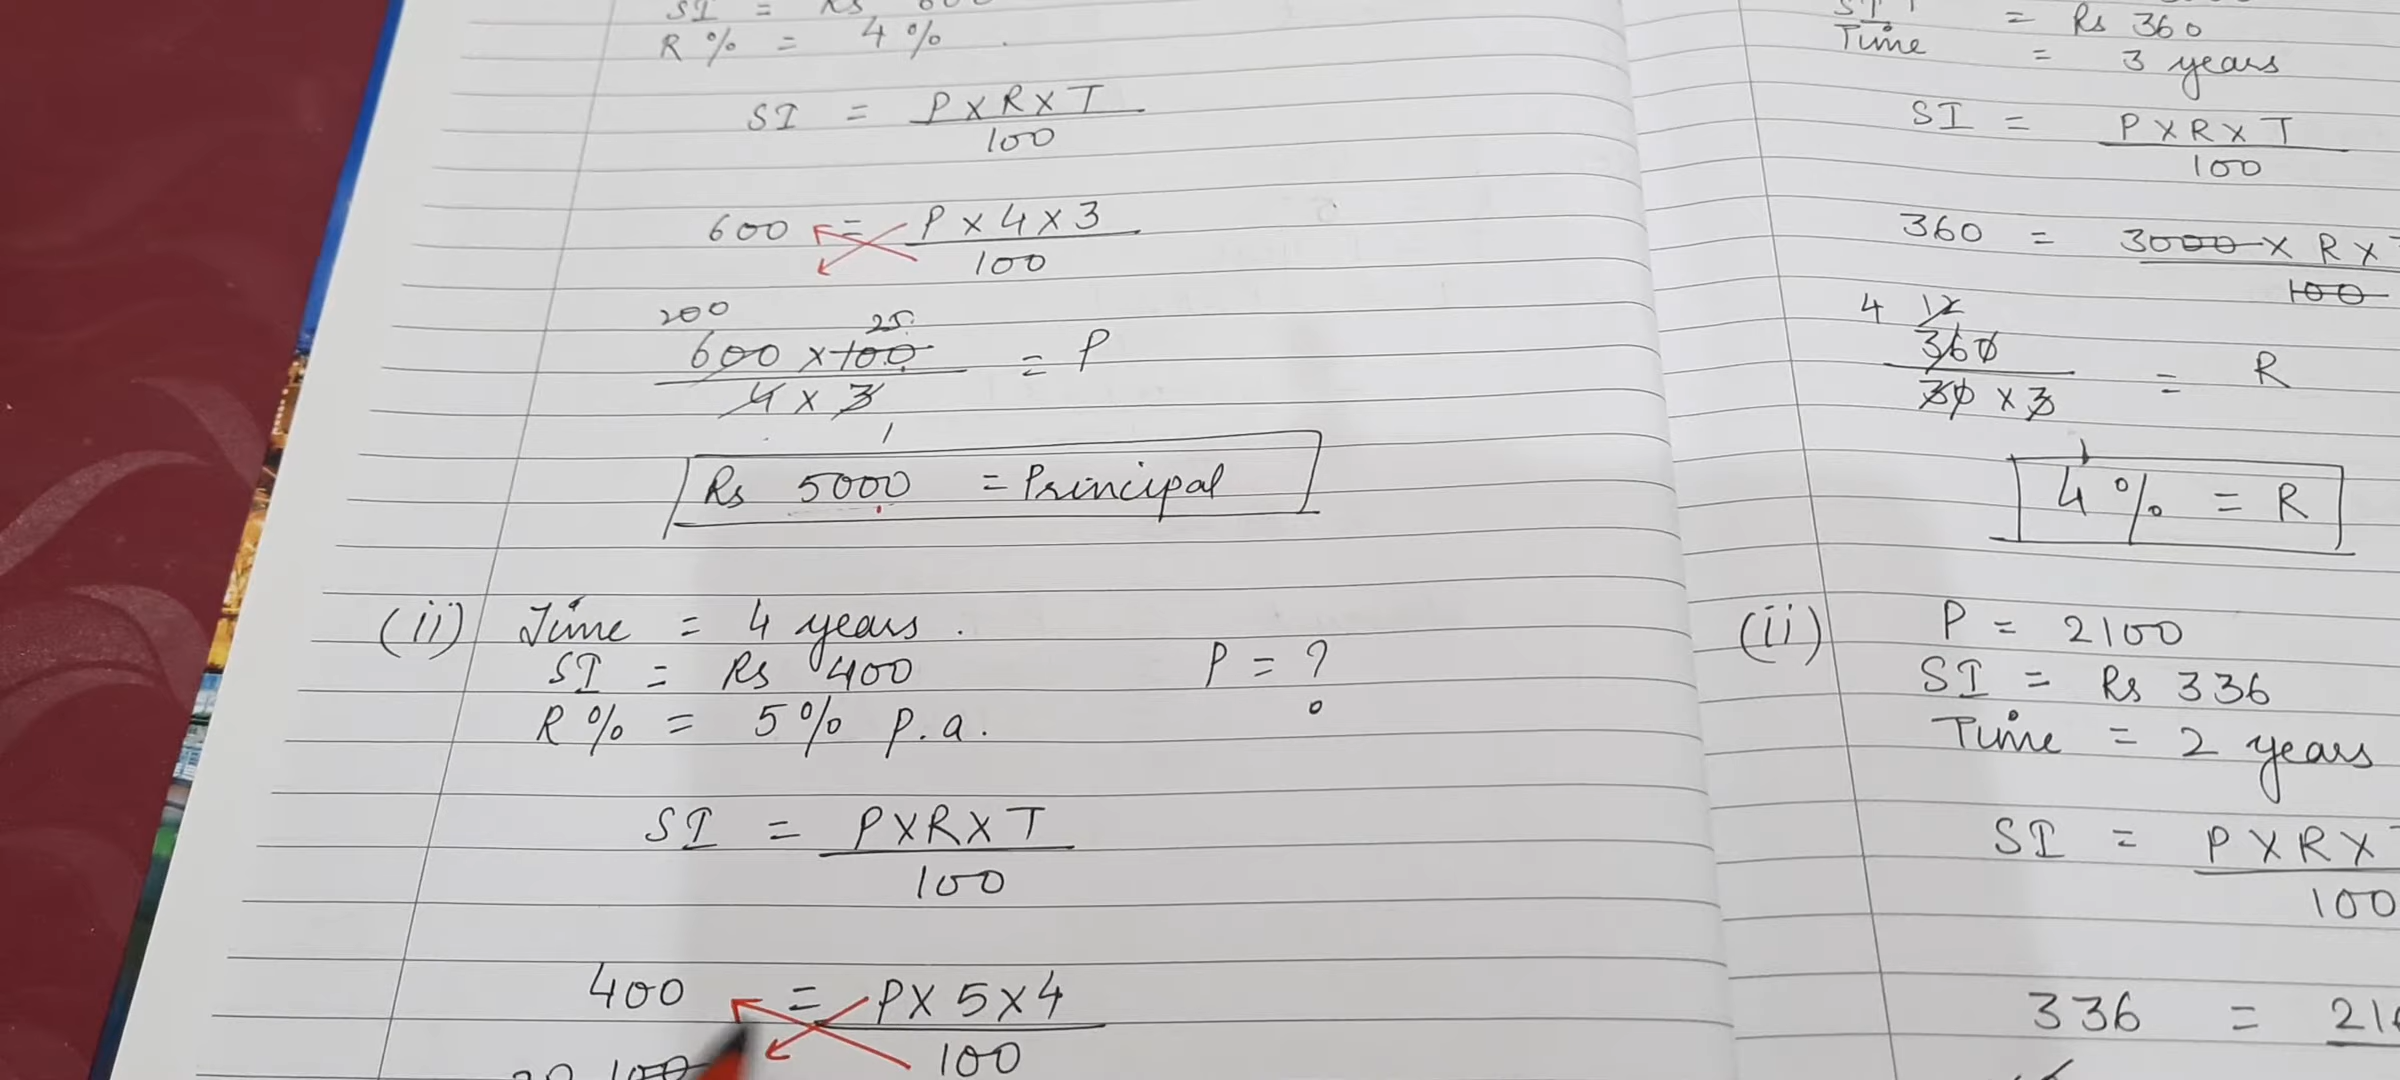 SI = Rs
R % = 4 %
SI = P X R X T
100
600 = P X 4 X 3
100
200 25
600 X 100 = P
4 X 3
1
Rs 5000 = Principal
(ii) Time = 4 years.
SI = Rs 400 P = ?
R % = 5 % p.a.
SI = P X R X T
100
400 = P X 5 X 4
100
= Rs 360
Time = 3 years
SI = P X R X T
100
360 = 3000 X R X
100
4 12
360 = R
30 X 3
4 % = R
(ii) P = 2100
SI = Rs 336
Time = 2 years
SI = P X R X
100
336 =